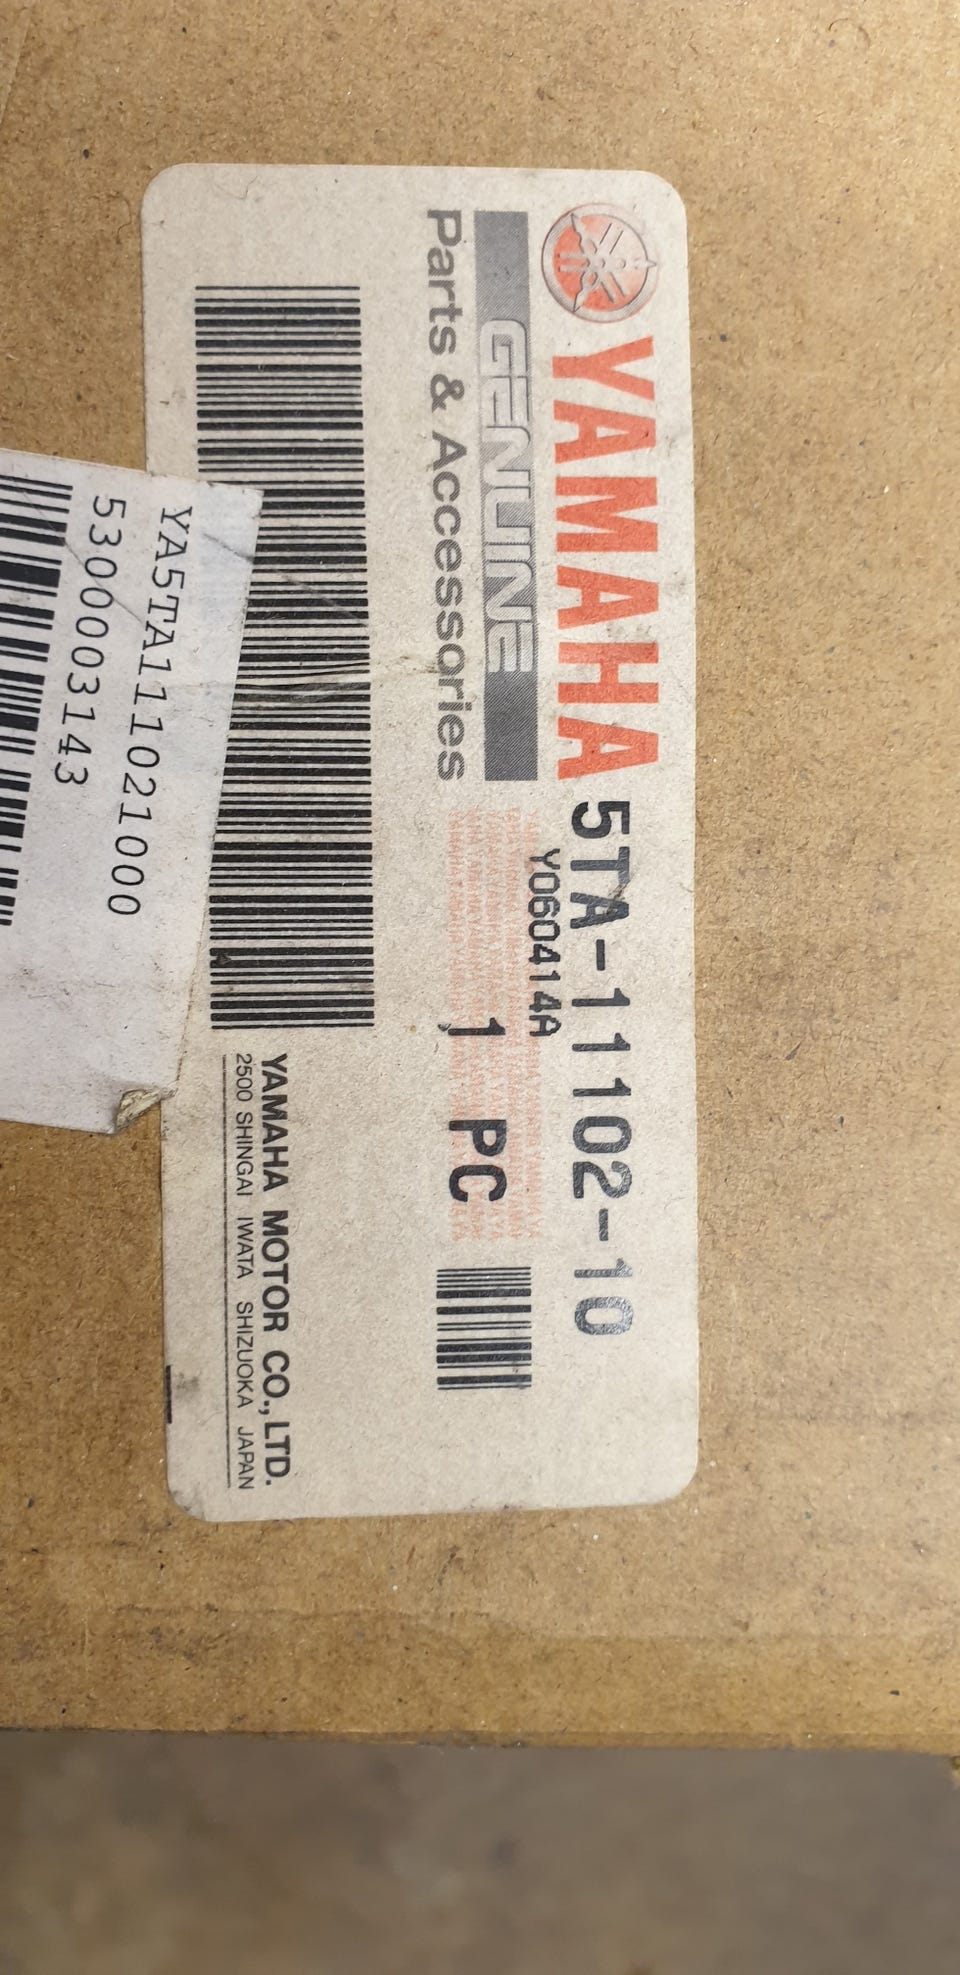 YAMAHA 5TA-11102-10
Y060414A
GENUINE
Parts & Accessories
1 PC
YAMAHA MOTOR CO., LTD.
2500 SHINGAI IWATA SHIZUOKA JAPAN
YA5TA111021000
5300003143